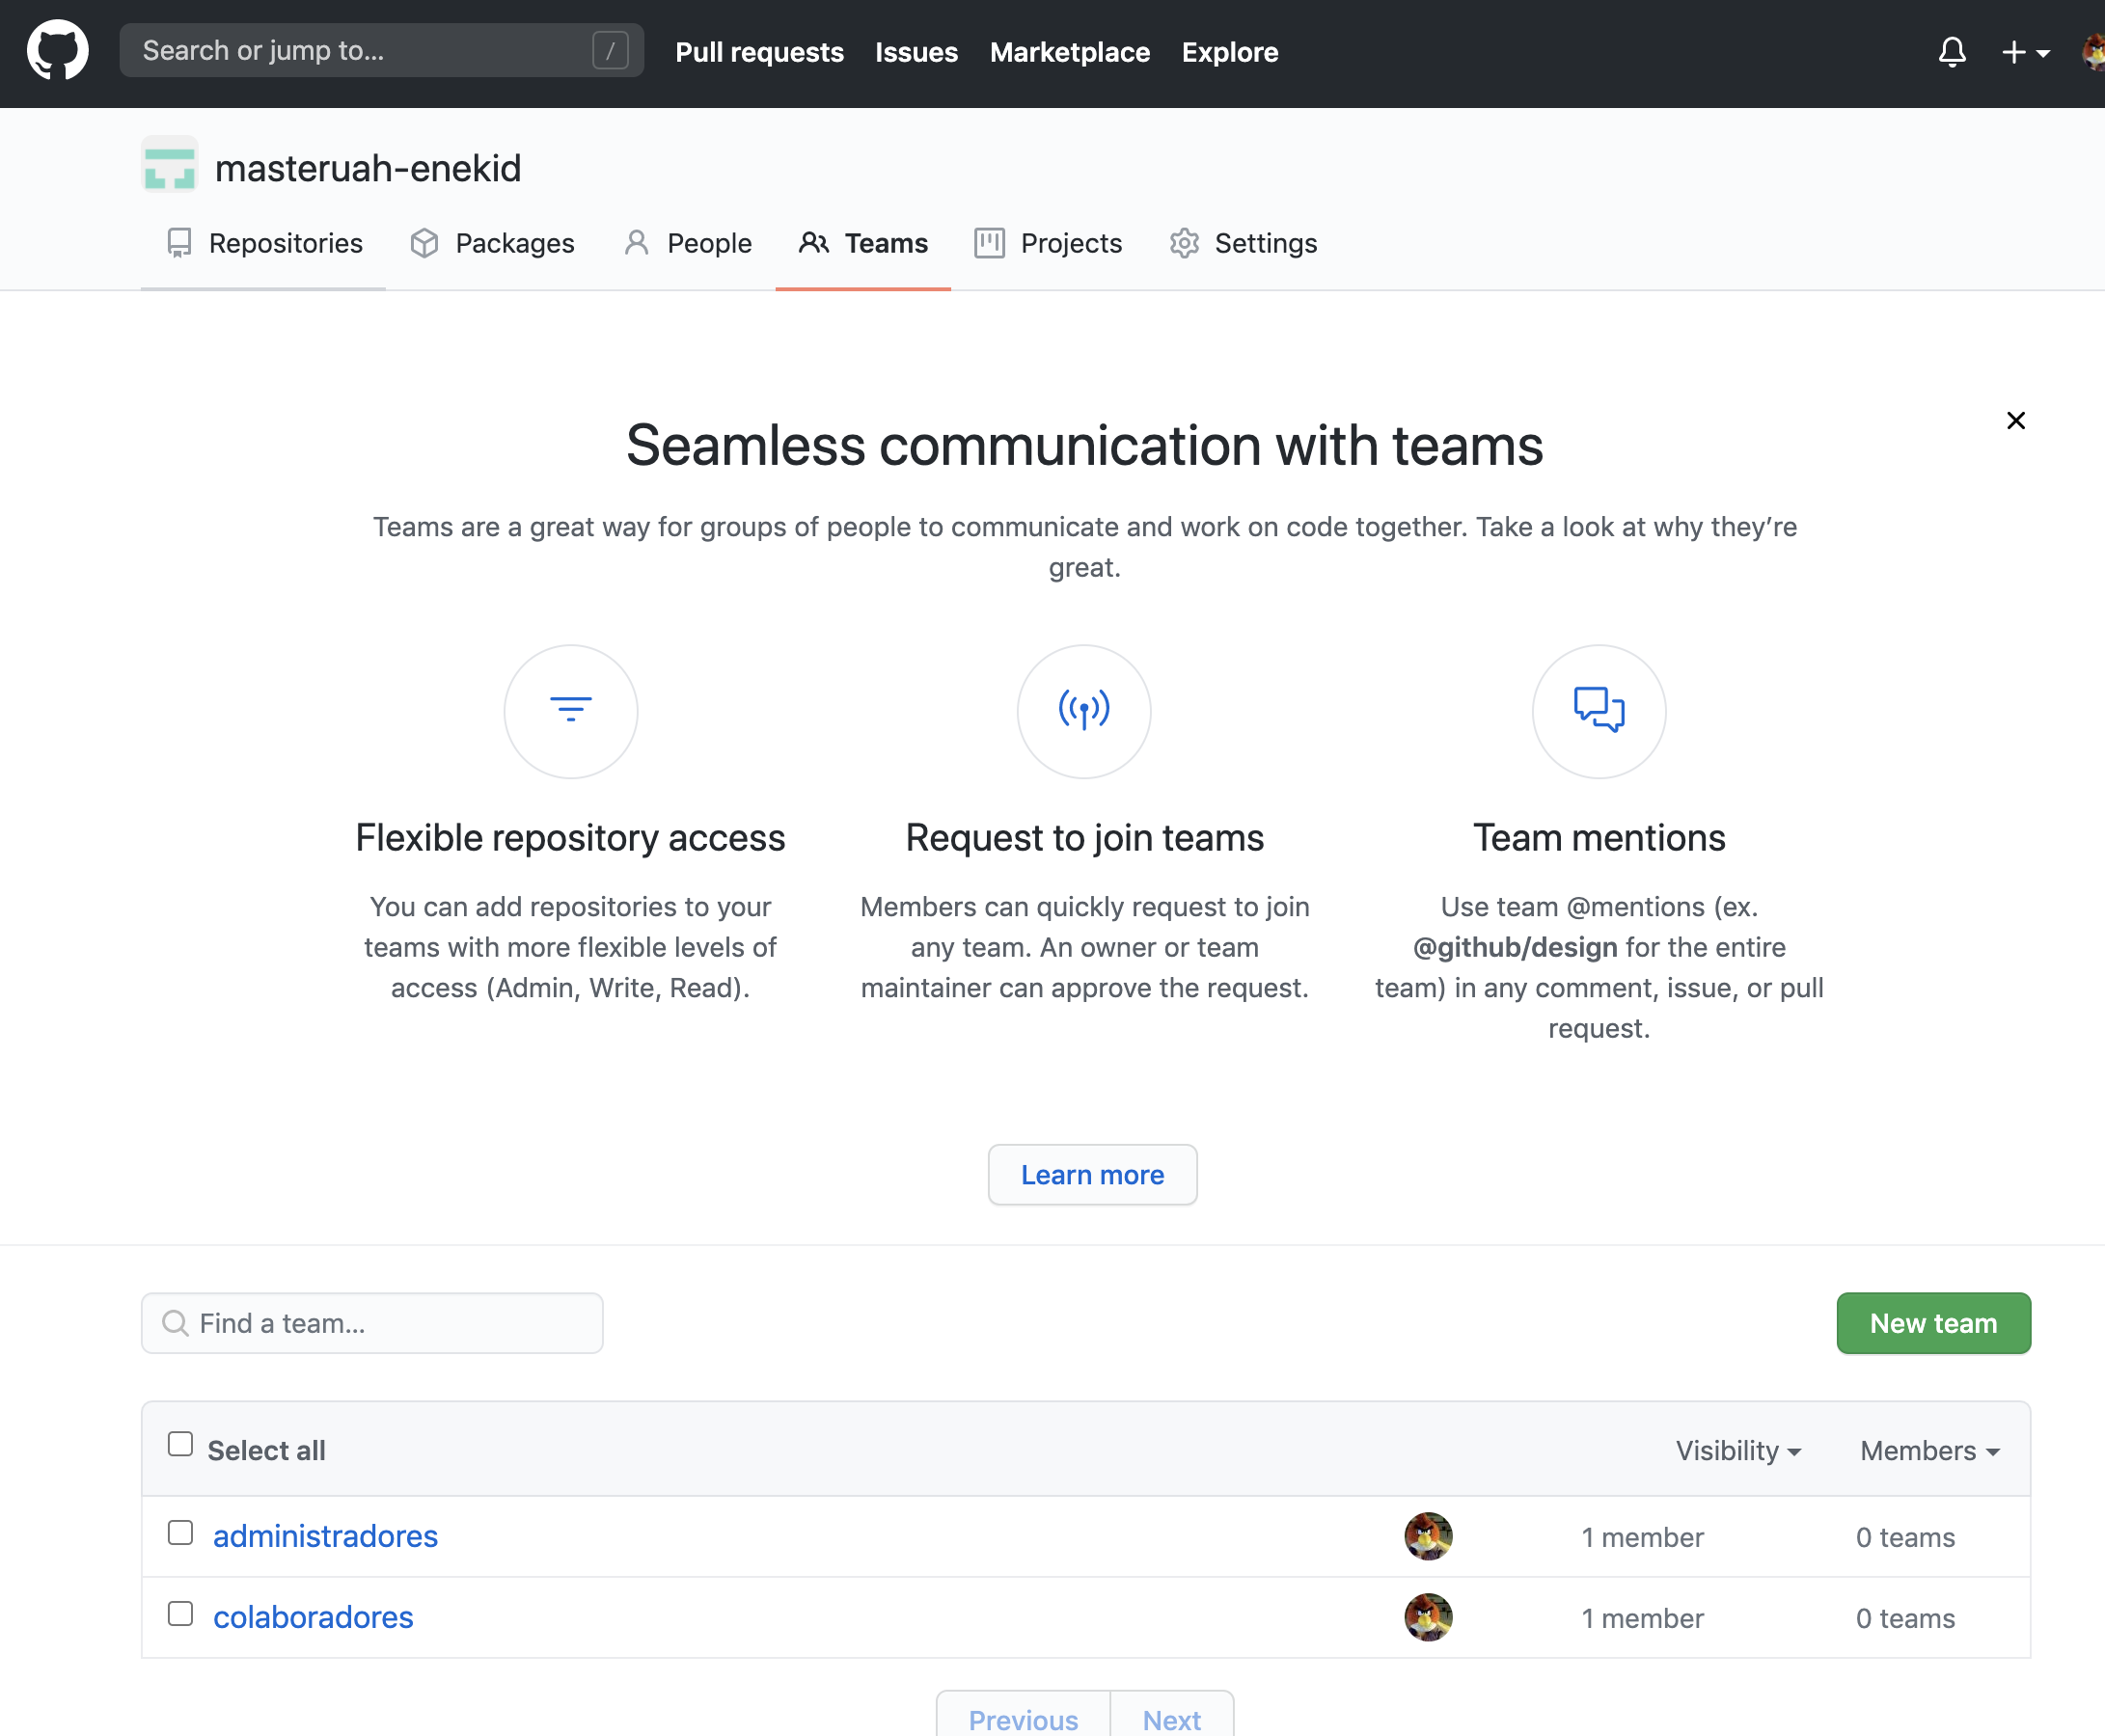 Search or jump to...
/
Pull requests
Issues
Marketplace
Explore
masteruah-enekid
Repositories
Packages
People
Teams
Projects
Settings
Seamless communication with teams
Teams are a great way for groups of people to communicate and work on code together. Take a look at why they’re
great.
Flexible repository access
You can add repositories to your
teams with more flexible levels of
access (Admin, Write, Read).
Request to join teams
Members can quickly request to join
any team. An owner or team
maintainer can approve the request.
Team mentions
Use team @mentions (ex.
@github/design for the entire
team) in any comment, issue, or pull
request.
Learn more
Find a team...
New team
Select all
Visibility
Members
administradores
1 member
0 teams
colaboradores
1 member
0 teams
Previous
Next